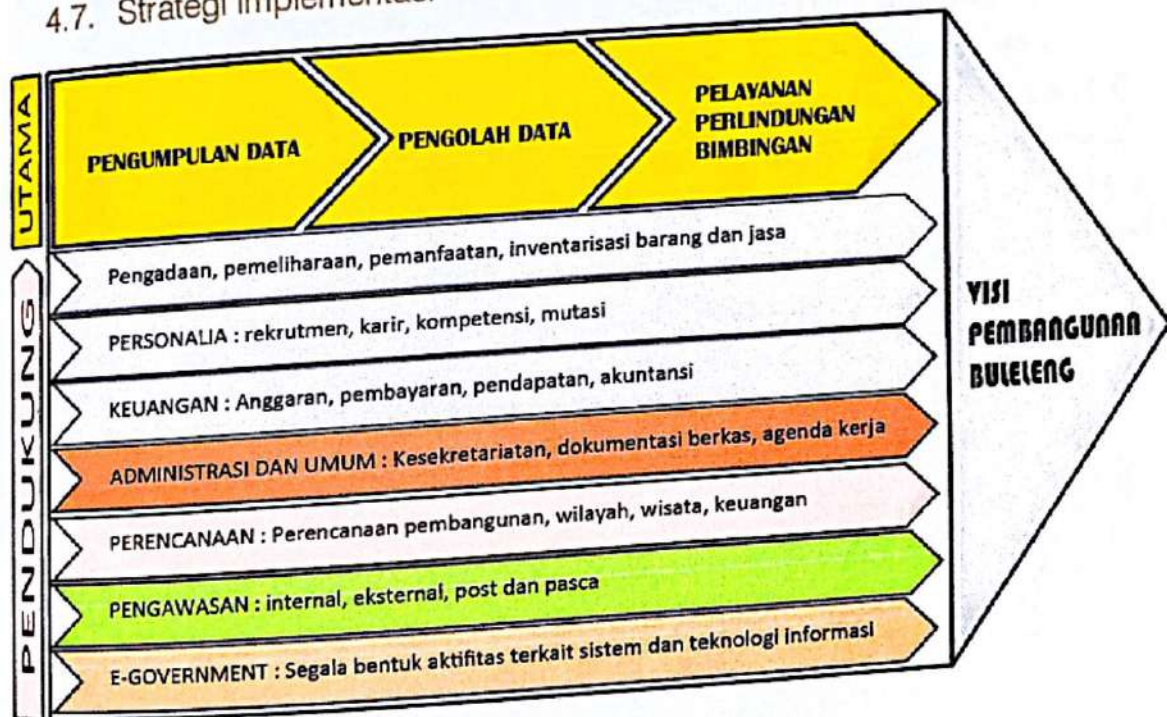 4.7. Strategi Implementasi
UTAMA
PENGUMPULAN DATA
PENGOLAH DATA
PELAYANAN
PERLINDUNGAN
BIMBINGAN
PENDUKUNG
Pengadaan, pemeliharaan, pemanfaatan, inventarisasi barang dan jasa
PERSONALIA : rekrutmen, karir, kompetensi, mutasi
KEUANGAN : Anggaran, pembayaran, pendapatan, akuntansi
ADMINISTRASI DAN UMUM : Kesekretariatan, dokumentasi berkas, agenda kerja
PERENCANAAN : Perencanaan pembangunan, wilayah, wisata, keuangan
PENGAWASAN : internal, eksternal, post dan pasca
E-GOVERNMENT : Segala bentuk aktifitas terkait sistem dan teknologi informasi
VISI
PEMBANGUNAN
BULELENG